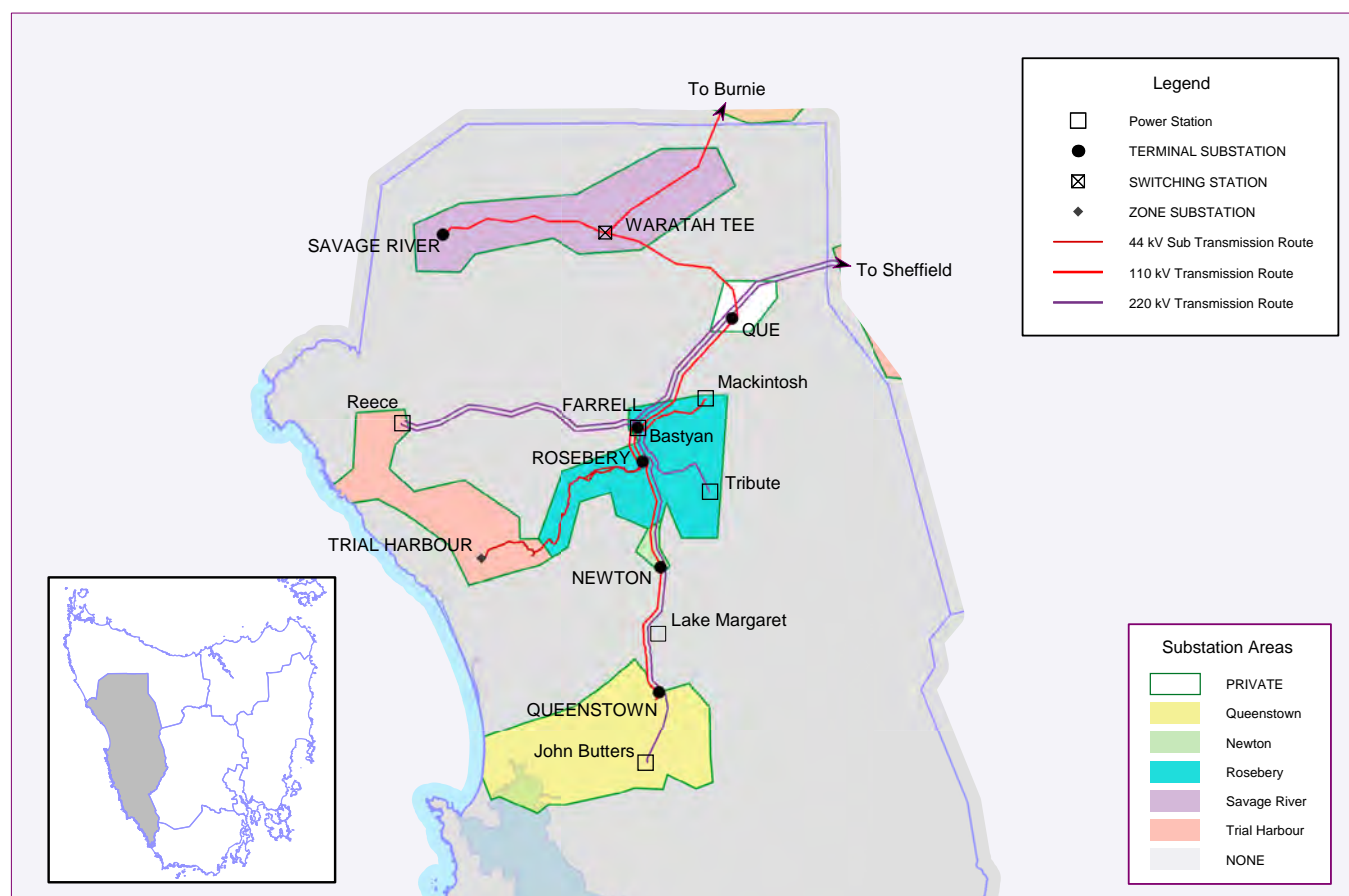 To Burnie
Legend
Power Station
TERMINAL SUBSTATION
SWITCHING STATION
ZONE SUBSTATION
44 kV Sub Transmission Route
110 kV Transmission Route
220 kV Transmission Route
WARATAH TEE
SAVAGE RIVER
To Sheffield
QUE
Mackintosh
Reece
FARRELL
Bastyan
ROSEBERY
Tribute
TRIAL HARBOUR
NEWTON
Lake Margaret
QUEENSTOWN
John Butters
Substation Areas
PRIVATE
Queenstown
Newton
Rosebery
Savage River
Trial Harbour
NONE